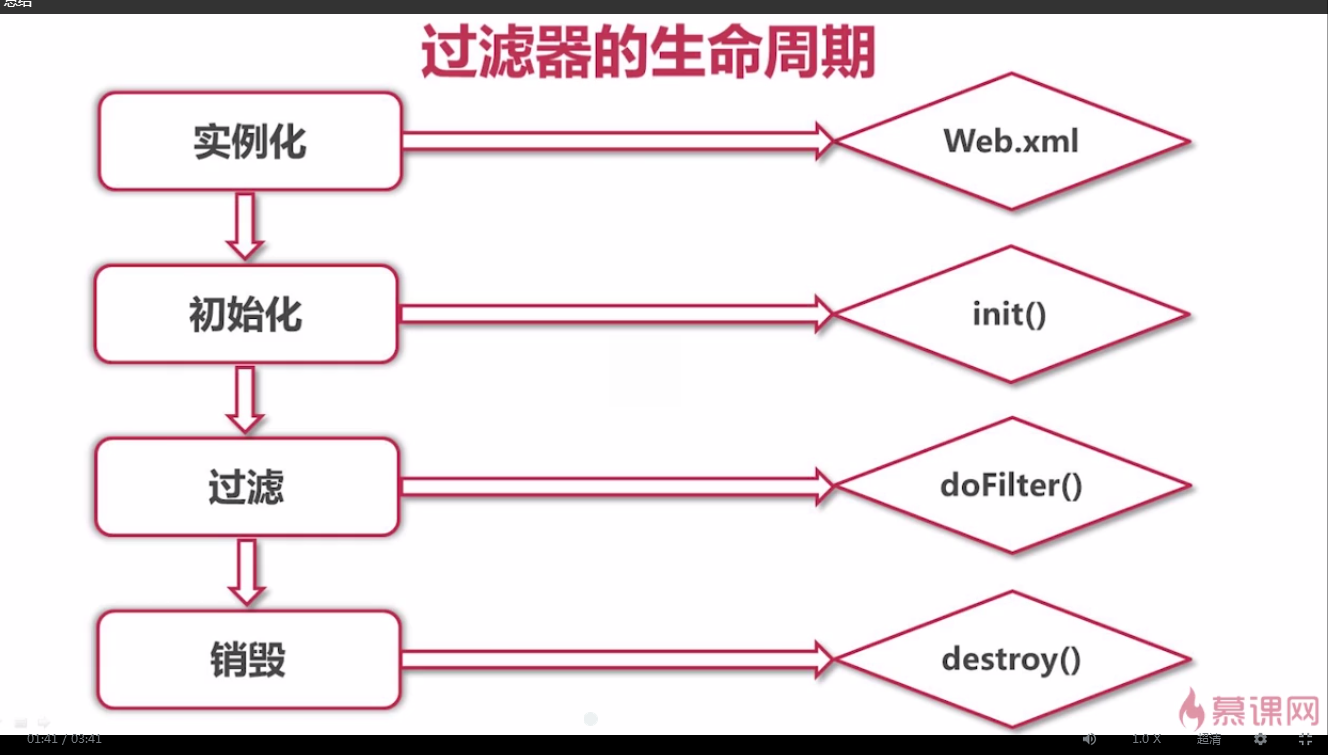 总结
过滤器的生命周期
实例化
Web.xml
初始化
init()
过滤
doFilter()
销毁
destroy()
慕课网
01:41 / 03:41
1.0 X
超清